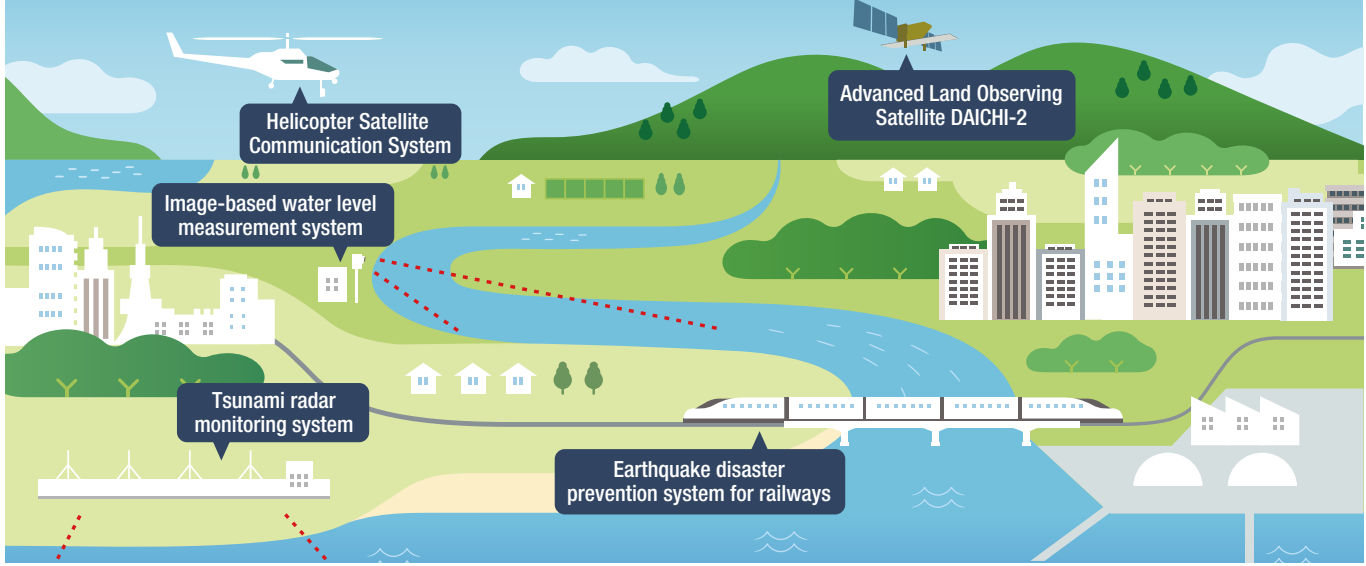 Helicopter Satellite
Communication System
Advanced Land Observing
Satellite DAICHI-2
Image-based water level
measurement system
Tsunami radar
monitoring system
Earthquake disaster
prevention system for railways